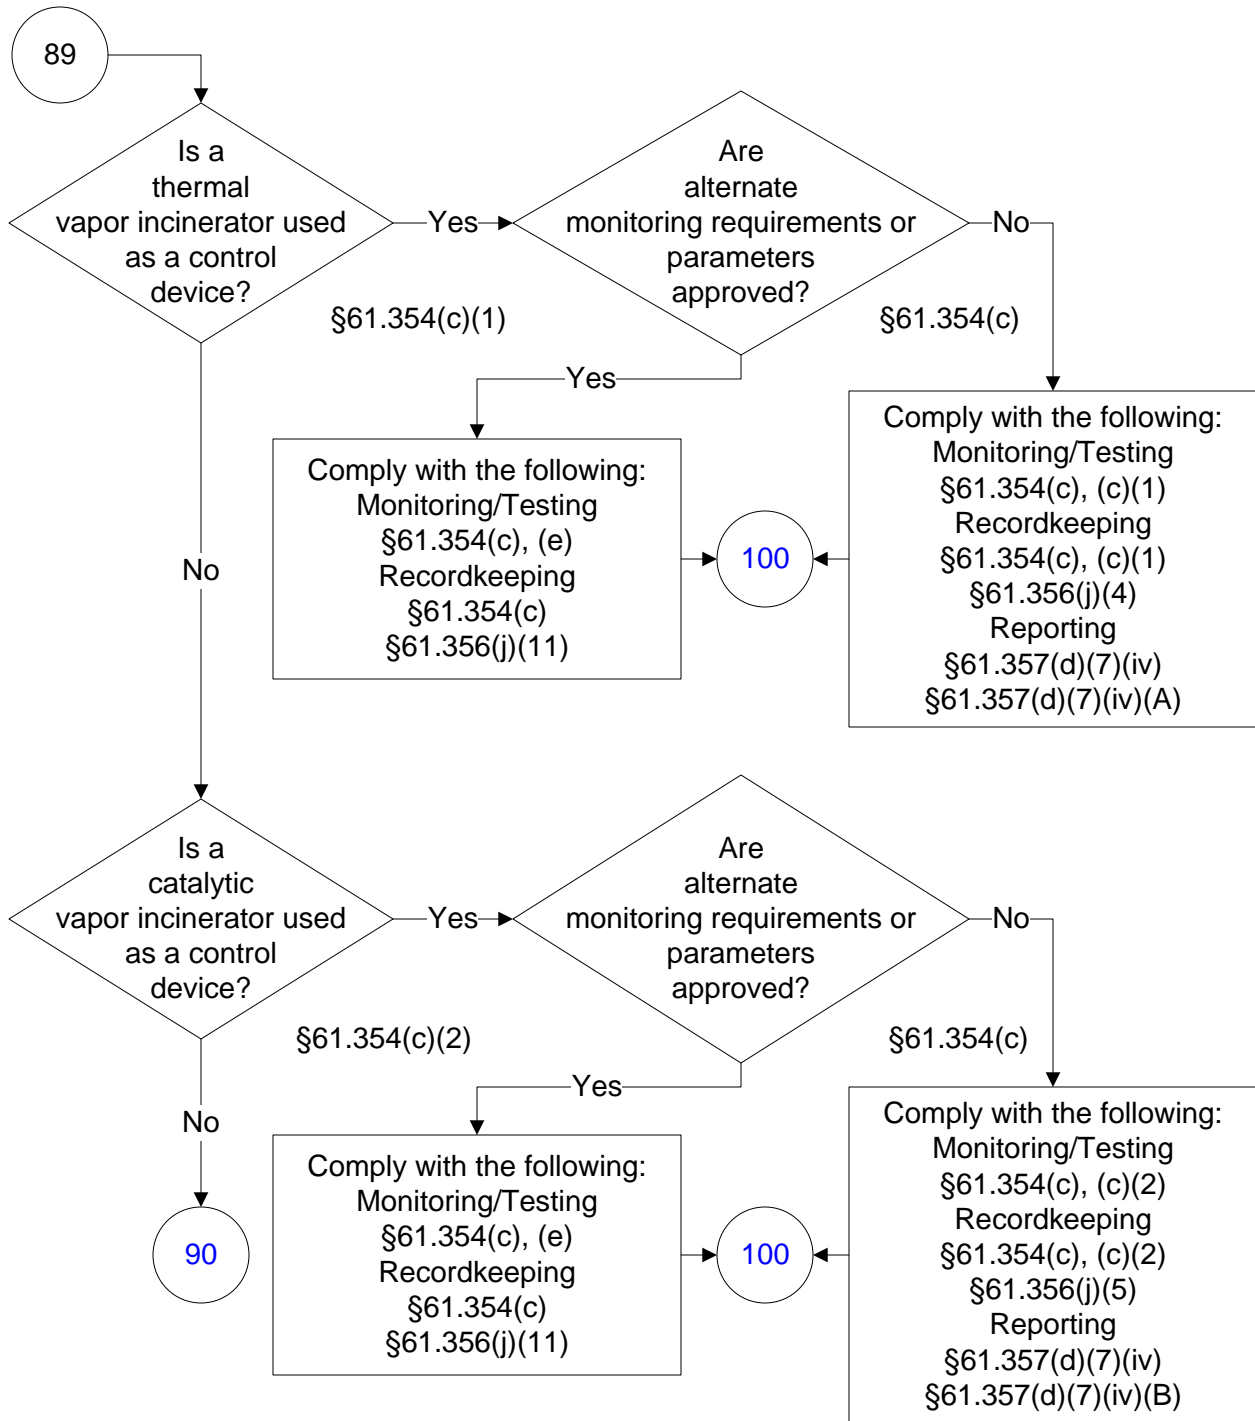 89
Is a
thermal
vapor incinerator used
as a control
device?
Yes
Are
alternate
monitoring requirements or
parameters
approved?
No
§61.354(c)(1)
§61.354(c)
Yes
Comply with the following:
Monitoring/Testing
§61.354(c), (e)
Recordkeeping
§61.354(c)
§61.356(j)(11)
100
Comply with the following:
Monitoring/Testing
§61.354(c), (c)(1)
Recordkeeping
§61.354(c), (c)(1)
§61.356(j)(4)
Reporting
§61.357(d)(7)(iv)
§61.357(d)(7)(iv)(A)
No
Is a
catalytic
vapor incinerator used
as a control
device?
Yes
Are
alternate
monitoring requirements or
parameters
approved?
No
§61.354(c)(2)
§61.354(c)
Yes
No
90
Comply with the following:
Monitoring/Testing
§61.354(c), (e)
Recordkeeping
§61.354(c)
§61.356(j)(11)
100
Comply with the following:
Monitoring/Testing
§61.354(c), (c)(2)
Recordkeeping
§61.354(c), (c)(2)
§61.356(j)(5)
Reporting
§61.357(d)(7)(iv)
§61.357(d)(7)(iv)(B)